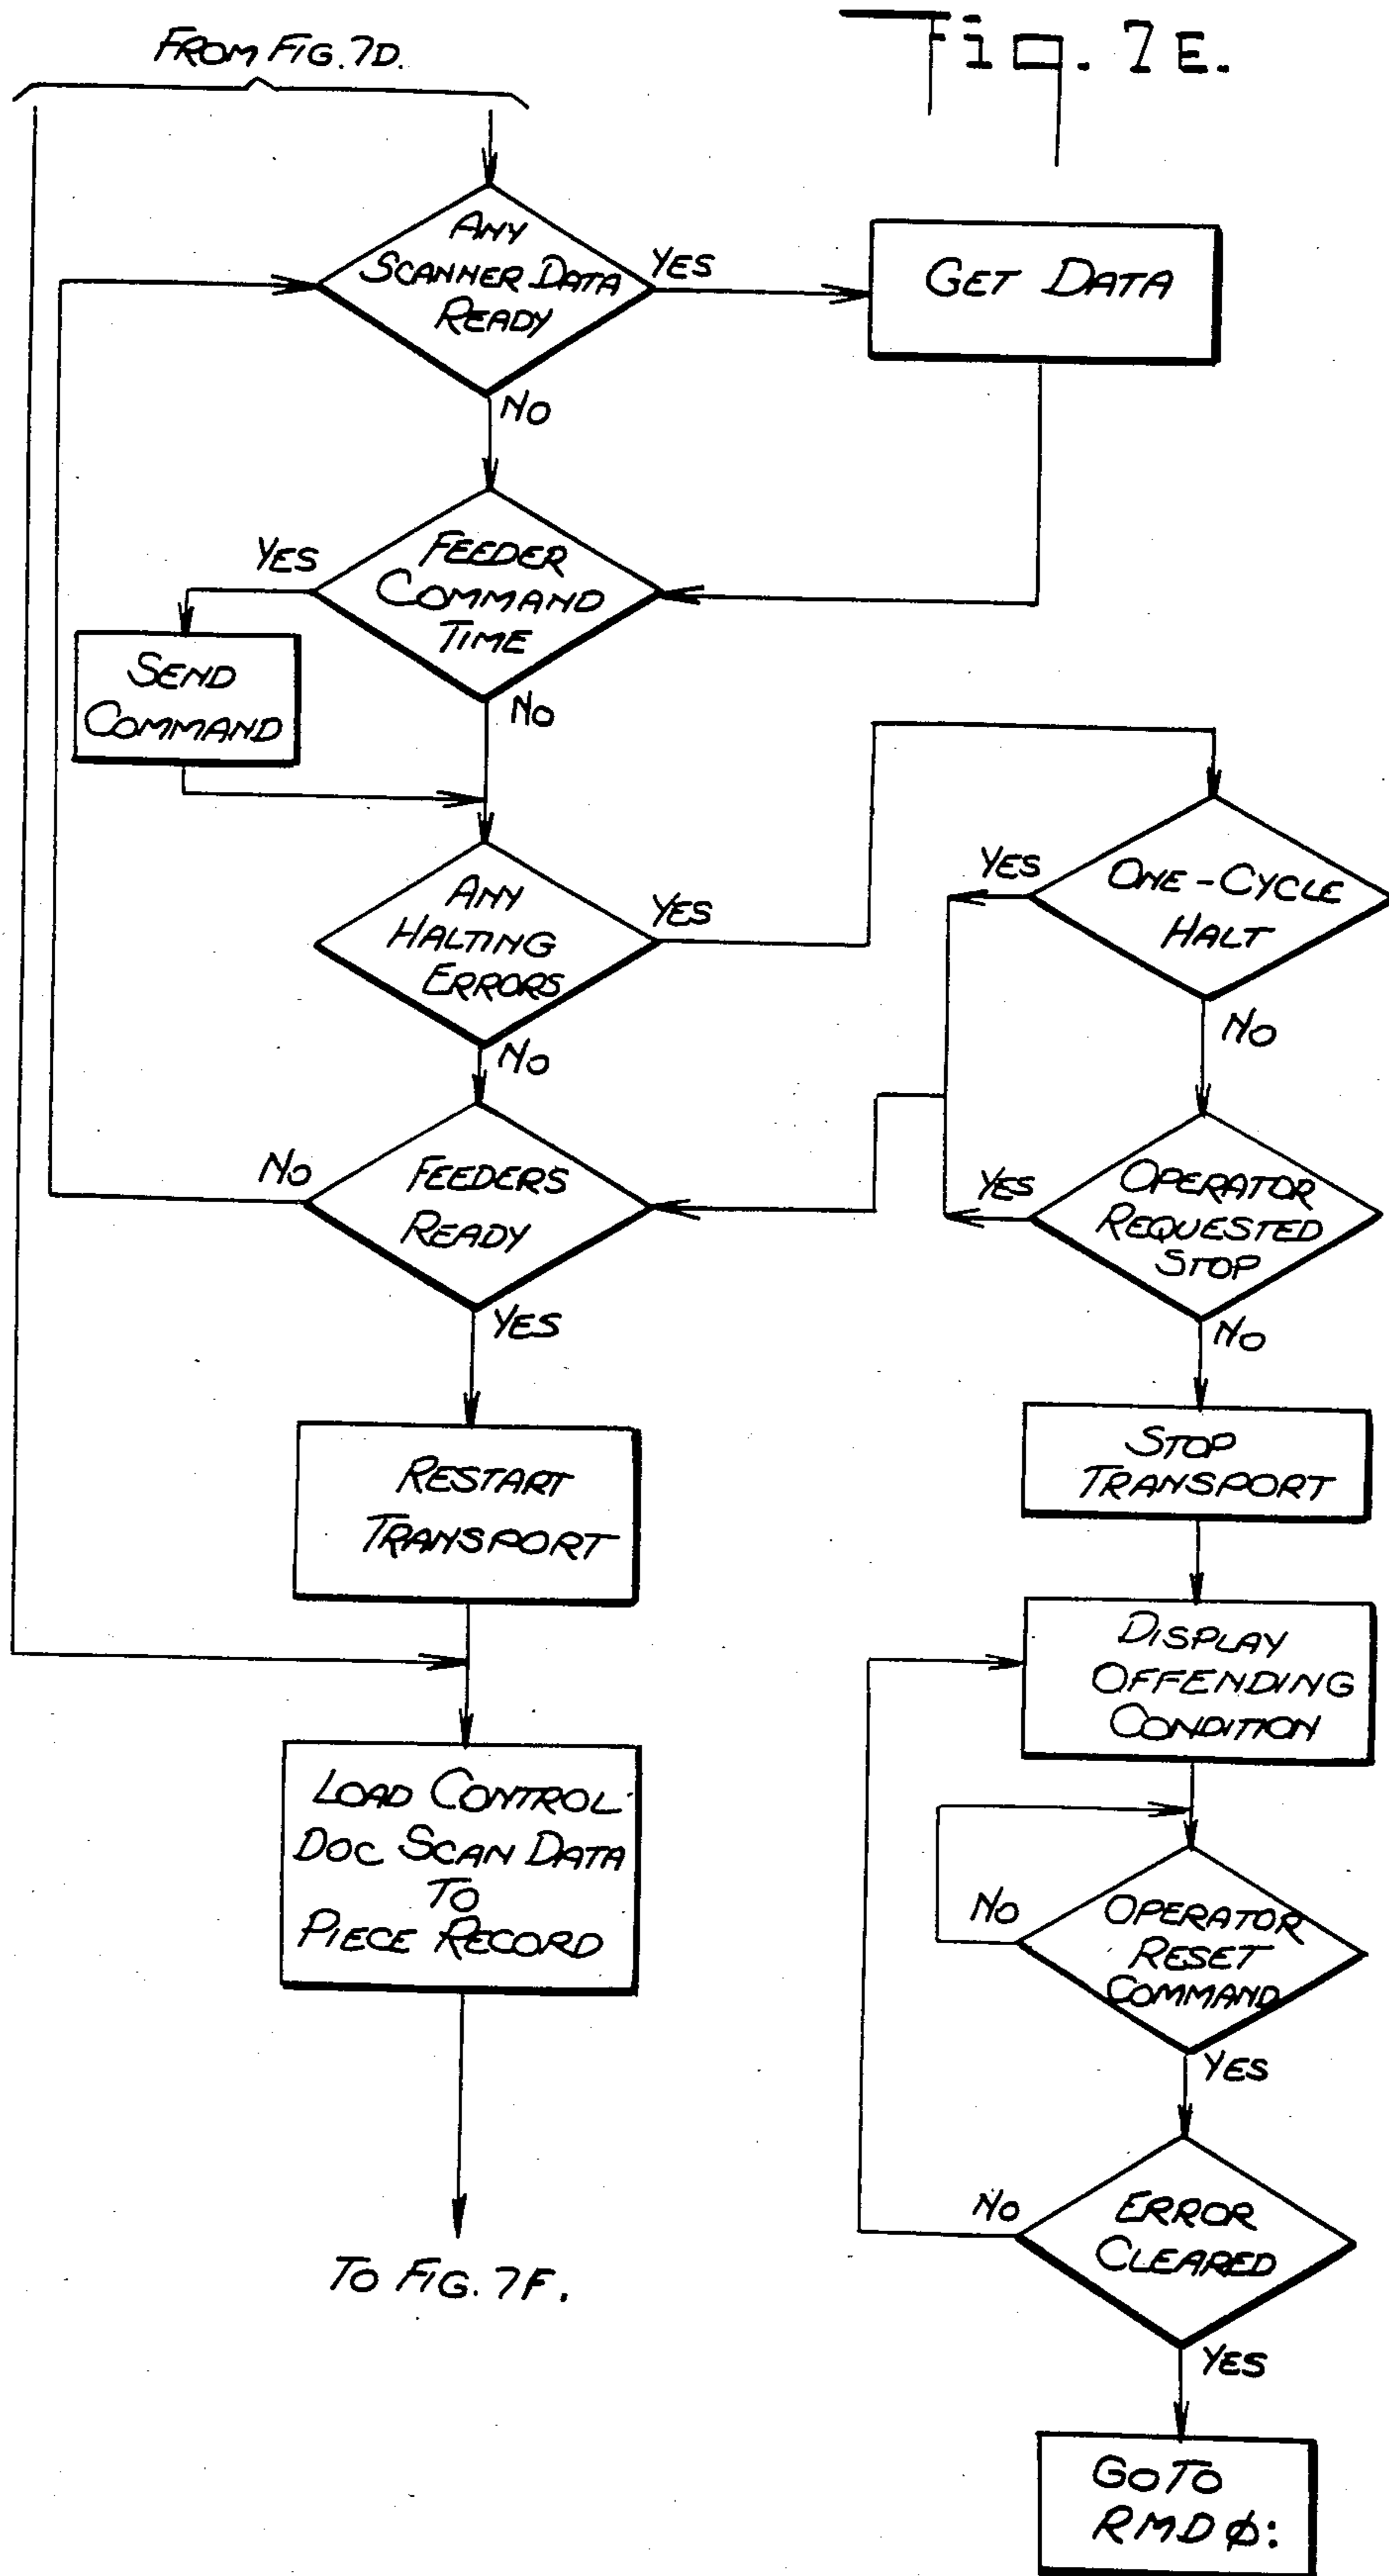 FROM FIG. 7D.
Fig. 7E.
ANY
SCANNER DATA
READY
YES
NO
GET DATA
FEEDER
COMMAND
TIME
YES
NO
SEND
COMMAND
ANY
HALTING
ERRORS
YES
NO
ONE-CYCLE
HALT
YES
NO
FEEDERS
READY
NO
YES
OPERATOR
REQUESTED
STOP
YES
NO
RESTART
TRANSPORT
STOP
TRANSPORT
DISPLAY
OFFENDING
CONDITION
LOAD CONTROL
DOC SCAN DATA
TO
PIECE RECORD
OPERATOR
RESET
COMMAND
NO
YES
ERROR
CLEARED
NO
YES
TO FIG. 7F.
GO TO
RMDØ: